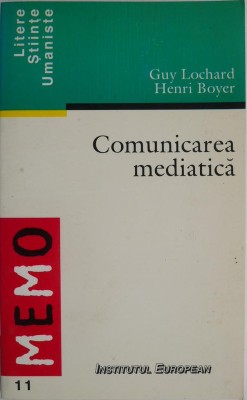 Litere
Științe
Umaniste
Guy Lochard
Henri Boyer
Comunicarea
mediatică
MEMO
11
INSTITUTUL EUROPEAN